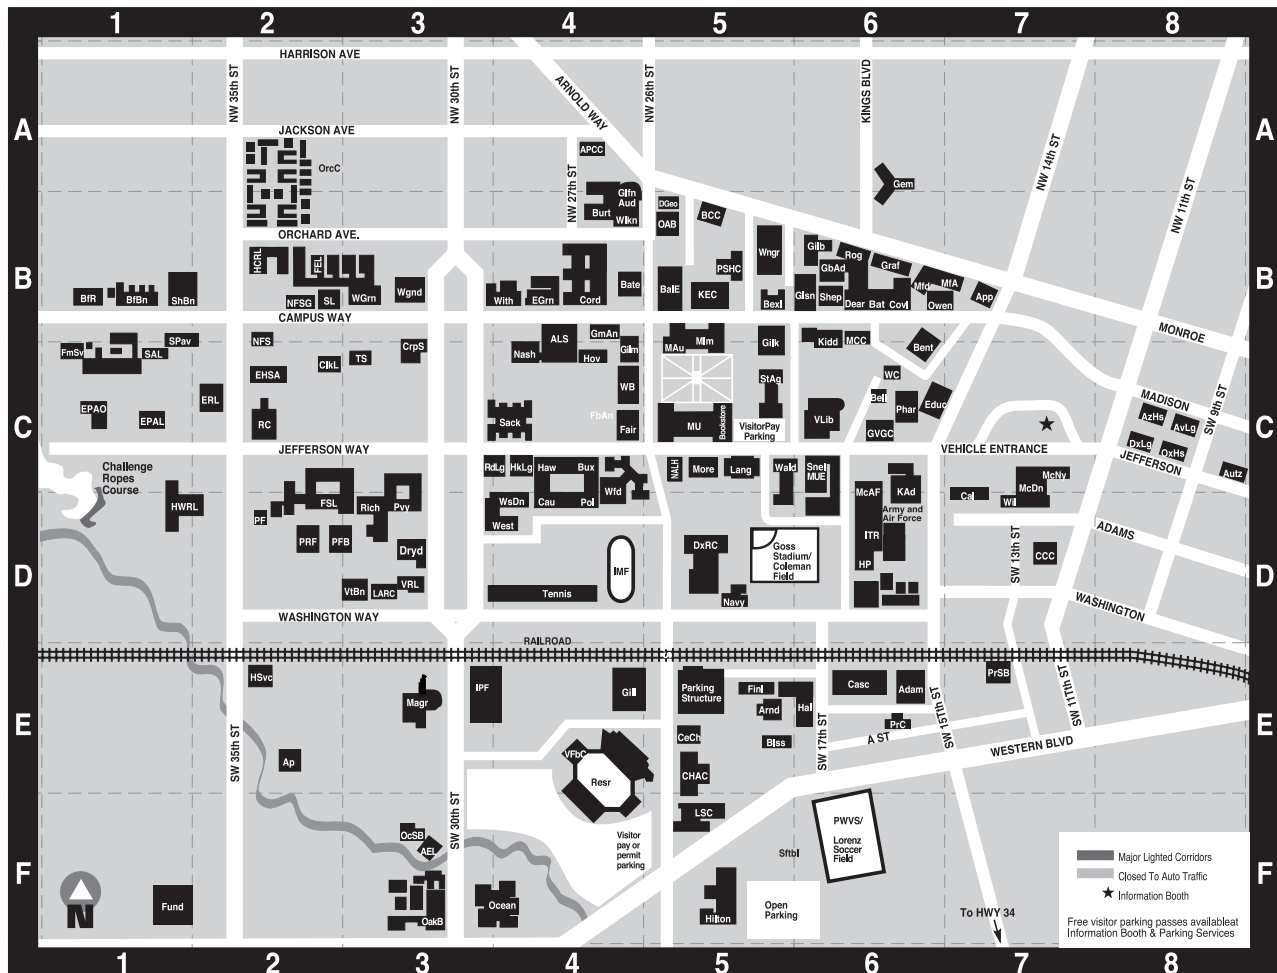 1 2 3 4 5 6 7 8
HARRISON AVE
NW 35th ST
NW 30th ST
ARNOLD WAY
NW 26th ST
KINGS BLVD
NW 14th ST
NW 11th ST
A
A
JACKSON AVE
OrcC
APCC
NW 27th ST
Glfn
Aud
Burt
Wlkn
Gem
DGeo
OAB
BCC
ORCHARD AVE.
B
B
BfR
BfBn
ShBn
HCRL
FEL
NFSG
SL
WGrn
Wgnd
With
EGrn
Cord
Bate
BalE
KEC
PSHC
Wngr
Bexl
Gilb
Rog
GbAd
Graf
Glsn
Shep
Dear
Bat
Covl
Mfd
MfA
Owen
App
CAMPUS WAY
MONROE
FmSv
SAL
SPav
NFS
ClkL
TS
CrpS
EHSA
ERL
EPAO
EPAL
RC
Nash
ALS
GmAn
Hov
Gilm
WB
FbAn
Fair
Sack
MAu
Mlm
MU
Bookstore
Gilk
StAg
VisitorPay
Parking
Kidd
MCC
Bent
WC
Bell
Phar
Educ
VLib
GVGC
MADISON
SW 9th ST
AzHs
AvLg
DxLg
OxHs
Autz
C
C
JEFFERSON WAY
VEHICLE ENTRANCE
JEFFERSON
Challenge
Ropes
Course
HWRL
PF
FSL
Rich
Pvy
PRF
PFB
Dryd
VtBn
LARC
VRL
RdLg
HkLg
Haw
Bux
WsDn
Cau
Pol
Wfd
West
IMF
Tennis
NALH
More
Lang
Wald
Snel
MUE
DxRC
Navy
Goss
Stadium/
Coleman
Field
McAF
KAd
Army and
Air Force
ITR
HP
Cal
McNy
McDn
Wil
CCC
SW 13th ST
ADAMS
WASHINGTON
D
D
WASHINGTON WAY
RAILROAD
HSvc
Magr
IPF
Gill
Parking
Structure
Finl
Arnd
Hal
CeCh
Blss
Casc
Adam
PrC
PrSB
A ST
SW 17th ST
SW 15Tth ST
SW 11Tth ST
WESTERN BLVD
E
E
SW 35th ST
Ap
VFbC
Resr
CHAC
LSC
SW 30th ST
OcSB
AEL
Visitor
pay or
permit
parking
PWVS/
Lorenz
Soccer
Field
Sftbl
F
F
N
Fund
OakB
Ocean
Hilton
Open
Parking
To HWY 34
Major Lighted Corridors
Closed To Auto Traffic
Information Booth
Free visitor parking passes availableat
Information Booth & Parking Services
1 2 3 4 5 6 7 8